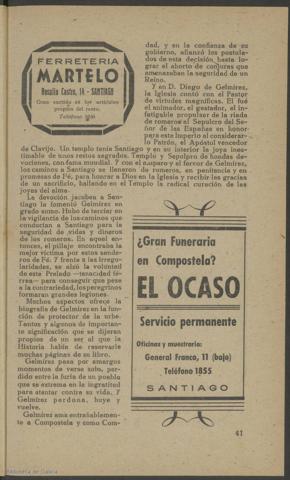 FERRETERIA
MARTELO
Rosalía Castro, 14 - SANTIAGO
Gran surtido en los artículos
propios del ramo.
Teléfono
dad, y en la confianza de su
gobierno, afianzó los postula-
dos de esta decisión hasta lo-
grar el aborto de conjuras que
amenazaban la seguridad de un
Reino.
Y en D. Diego de Gelmírez,
la Iglesia contó con el Pastor
de virtudes magníficas. El fué
el animador, el gestador, el in-
fatigable propulsor de la riada
de romeros al Sepulcro del Se-
ñor de las Españas en honor
para este Imperio al considerar-
lo Patrón, el Apóstol vencedor
de Clavijo. Un templo tenía Santiago y en su interior la joya ines-
timable de unos restos sagrados. Templo y Sepulcro de hondas de-
vociones, con fama mundial. Y con el amparo y el fervor de Gelmírez,
los caminos a Santiago se llenaron de romeros, en penitencia y en
promesa de Fé, para honrar a Dios en la Iglesia y recibir las gracias
de un sacrificio, hallando en el Templo la radical curación de las
joyas del alma.
La devoción jacobea a San-
tiago la fomentó Gelmírez en
grado sumo. Hubo de terciar en
la vigilancia de los caminos que
conducían a Santiago para la
seguridad de vidas y dineros
de los romeros. En aquel en-
tonces, el pillaje encontraba la
mejor víctima por estos sende-
ros de Fé; Y frente a las irregu-
laridades, se alzó la voluntad
de este Prelado —tenacidad fé-
rrea— para conseguir que pese
a la contrariedad, los peregrinos
formaran grandes legiones.
Muchos aspectos ofrece la
biografía de Gelmírez en la fun-
ción de protector de la urbe.
Tantos y algunos de importan-
te significación que se dijeran
propios de un ser al que la
Historia había de reservarle
muchas páginas de su libro.
Gelmírez pasa por amargos
momentos de verse solo, per-
dido entre la furia de un pueblo
que se extrema en la ingratitud
para atentar contra su vida. Y
Gelmírez perdona, huye y
vuelve.
Gelmírez ama entrañablemen-
te a Compostela y como Com-
¿Gran Funeraria
en Compostela?
EL OCASO
Servicio permanente
Oficinas y muestrario:
General Franco, 11 (bajo)
Teléfono 1855
SANTIAGO
41